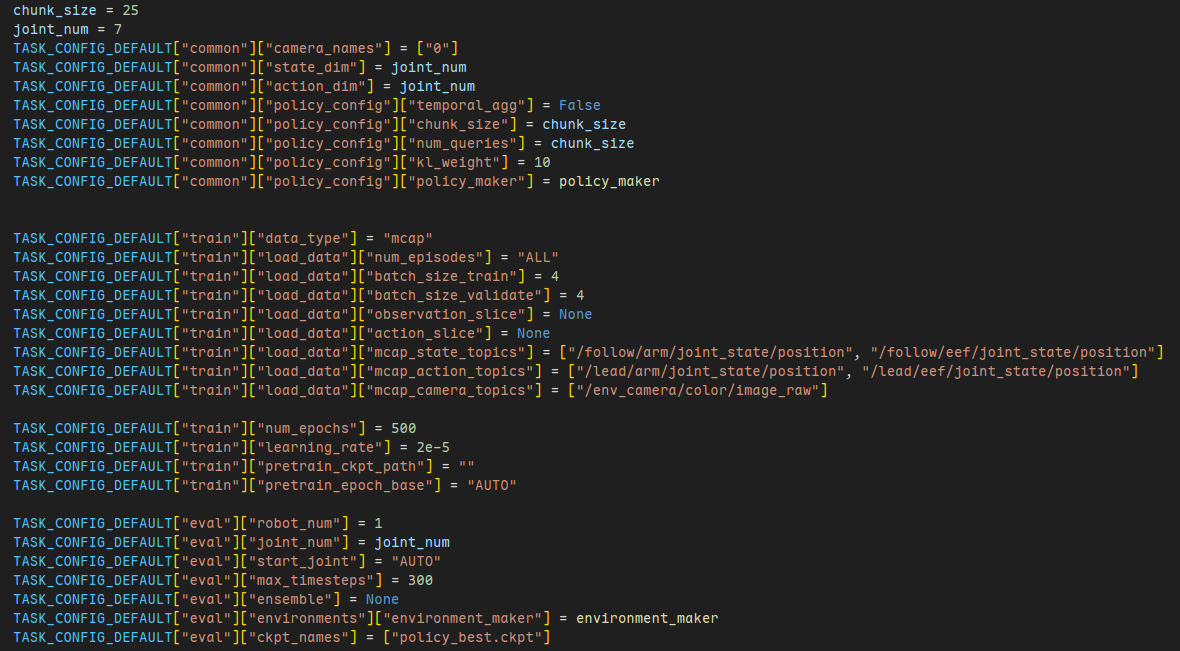 chunk_size = 25
joint_num = 7
TASK_CONFIG_DEFAULT["common"]["camera_names"] = ["0"]
TASK_CONFIG_DEFAULT["common"]["state_dim"] = joint_num
TASK_CONFIG_DEFAULT["common"]["action_dim"] = joint_num
TASK_CONFIG_DEFAULT["common"]["policy_config"]["temporal_agg"] = False
TASK_CONFIG_DEFAULT["common"]["policy_config"]["chunk_size"] = chunk_size
TASK_CONFIG_DEFAULT["common"]["policy_config"]["num_queries"] = chunk_size
TASK_CONFIG_DEFAULT["common"]["policy_config"]["kl_weight"] = 10
TASK_CONFIG_DEFAULT["common"]["policy_config"]["policy_maker"] = policy_maker
TASK_CONFIG_DEFAULT["train"]["data_type"] = "mcap"
TASK_CONFIG_DEFAULT["train"]["load_data"]["num_episodes"] = "ALL"
TASK_CONFIG_DEFAULT["train"]["load_data"]["batch_size_train"] = 4
TASK_CONFIG_DEFAULT["train"]["load_data"]["batch_size_validate"] = 4
TASK_CONFIG_DEFAULT["train"]["load_data"]["observation_slice"] = None
TASK_CONFIG_DEFAULT["train"]["load_data"]["action_slice"] = None
TASK_CONFIG_DEFAULT["train"]["load_data"]["mcap_state_topics"] = ["/follow/arm/joint_state/position", "/follow/eef/joint_state/position"]
TASK_CONFIG_DEFAULT["train"]["load_data"]["mcap_action_topics"] = ["/lead/arm/joint_state/position", "/lead/eef/joint_state/position"]
TASK_CONFIG_DEFAULT["train"]["load_data"]["mcap_camera_topics"] = ["/env_camera/color/image_raw"]
TASK_CONFIG_DEFAULT["train"]["num_epochs"] = 500
TASK_CONFIG_DEFAULT["train"]["learning_rate"] = 2e-5
TASK_CONFIG_DEFAULT["train"]["pretrain_ckpt_path"] = ""
TASK_CONFIG_DEFAULT["train"]["pretrain_epoch_base"] = "AUTO"
TASK_CONFIG_DEFAULT["eval"]["robot_num"] = 1
TASK_CONFIG_DEFAULT["eval"]["joint_num"] = joint_num
TASK_CONFIG_DEFAULT["eval"]["start_joint"] = "AUTO"
TASK_CONFIG_DEFAULT["eval"]["max_timesteps"] = 300
TASK_CONFIG_DEFAULT["eval"]["ensemble"] = None
TASK_CONFIG_DEFAULT["eval"]["environments"]["environment_maker"] = environment_maker
TASK_CONFIG_DEFAULT["eval"]["ckpt_names"] = ["policy_best.ckpt"]